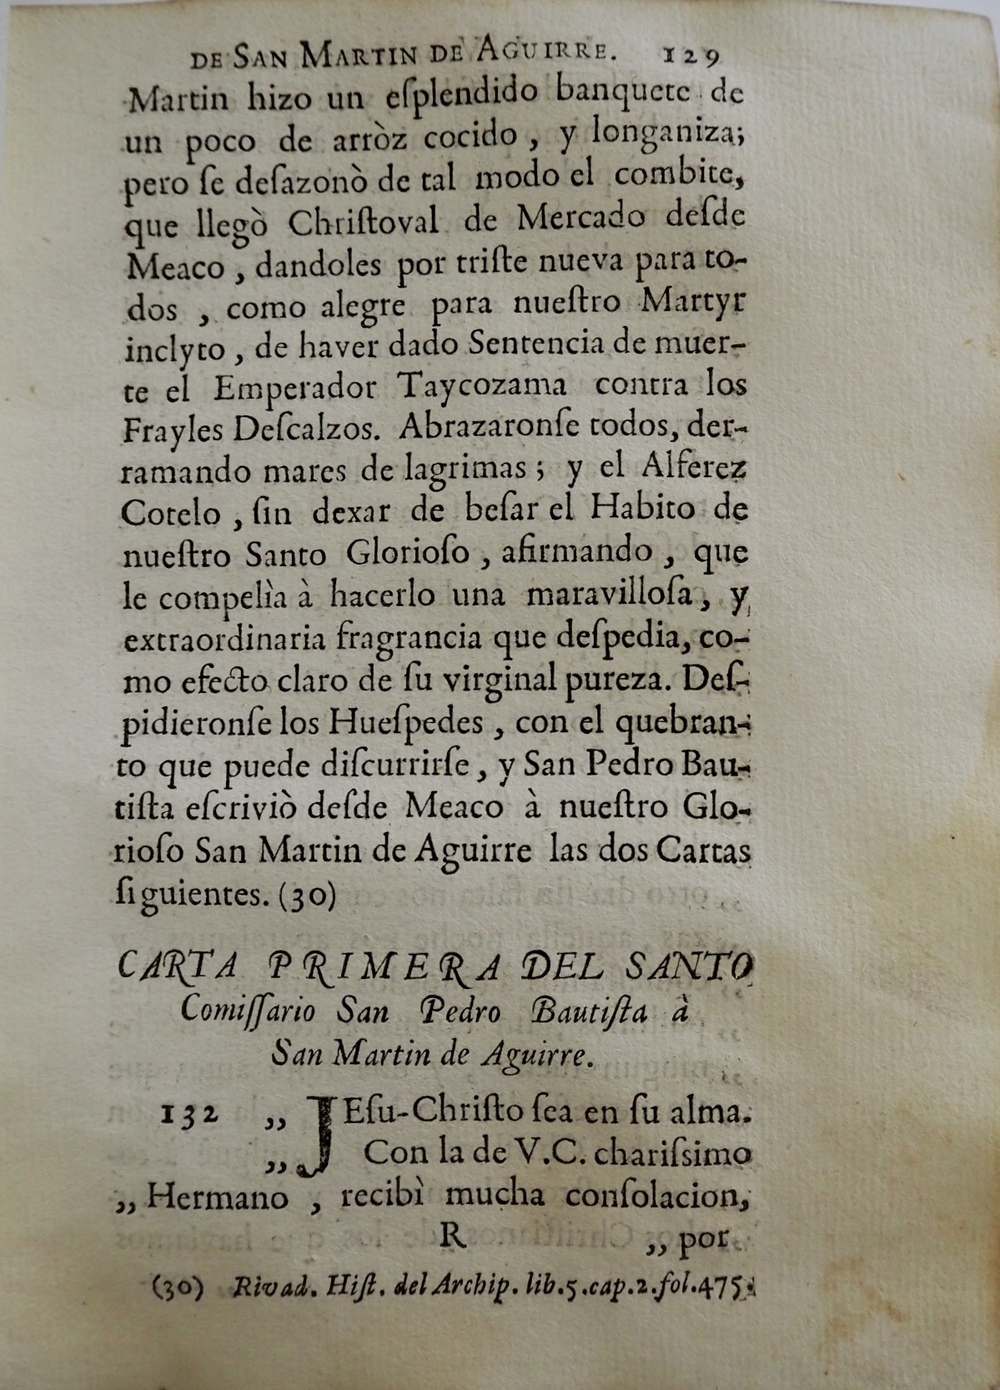 DE SAN MARTIN DE AGUIRRE. 129
Martin hizo un eſplendido banquete de
un poco de arròz cocido, y longaniza;
pero ſe deſazonò de tal modo el combite,
que llegò Chriſtoval de Mercado deſde
Meaco, dandoles por triſte nueva para to-
dos, como alegre para nueſtro Martyr
inclyto, de haver dado Sentencia de muer-
te el Emperador Taycozama contra los
Frayles Deſcalzos. Abrazaronſe todos, der-
ramando mares de lagrimas; y el Alferez
Cotelo, ſin dexar de beſar el Habito de
nueſtro Santo Glorioſo, afirmando, que
le compelìa à hacerlo una maravilloſa, y
extraordinaria fragrancia que deſpedia, co-
mo efecto claro de ſu virginal pureza. Deſ-
pidieronſe los Hueſpedes, con el quebran-
to que puede diſcurrirſe, y San Pedro Bau-
tiſta eſcriviò deſde Meaco à nueſtro Glo-
rioſo San Martin de Aguirre las dos Cartas
ſiguientes. (30)
CARTA PRIMERA DEL SANTO
Comiſſario San Pedro Bautiſta à
San Martin de Aguirre.
132 „ JEſu-Chriſto ſea en ſu alma.
„ Con la de V.C. chariſsimo
„ Hermano, recibì mucha conſolacion,
R „ por
(30) Rivad. Hiſt. del Archip. lib.5.cap.2.fol.475.